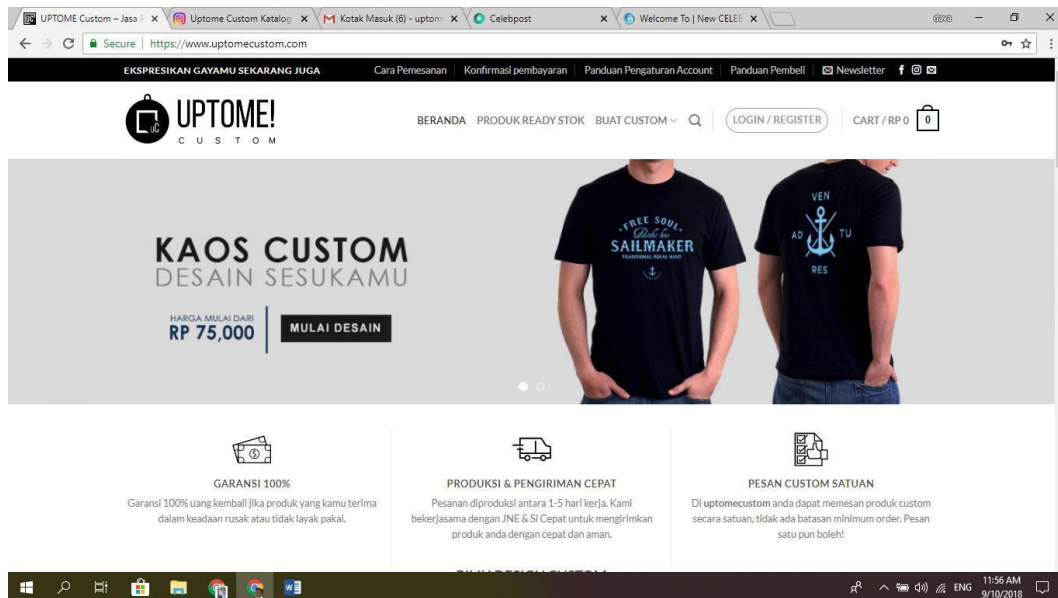 UPTOME Custom – Jasa
Uptome Custom Katalog
Kotak Masuk (6) - uptom
Celebpost
Welcome To | New CELEB
Secure | https://www.uptomecustom.com
EKSPRESIKAN GAYAMU SEKARANG JUGA
Cara Pemesanan
Konfirmasi pembayaran
Panduan Pengaturan Account
Panduan Pembeli
Newsletter
UPTOME!
CUSTOM
uC
BERANDA
PRODUK READY STOK
BUAT CUSTOM
LOGIN / REGISTER
CART / RP 0
0
KAOS CUSTOM
DESAIN SESUKAMU
HARGA MULAI DARI
RP 75,000
MULAI DESAIN
FREE SOUL
SAILMAKER
TRADITIONAL ROYAL NAVY
VEN
AD TU
RES
GARANSI 100%
Garansi 100% uang kembali jika produk yang kamu terima
dalam keadaan rusak atau tidak layak pakai.
PRODUKSI & PENGIRIMAN CEPAT
Pesanan diproduksi antara 1-5 hari kerja. Kami
bekerjasama dengan JNE & Si Cepat untuk mengirimkan
produk anda dengan cepat dan aman.
PESAN CUSTOM SATUAN
Di uptomecustom anda dapat memesan produk custom
secara satuan, tidak ada batasan minimum order. Pesan
satu pun boleh!
ENG
11:56 AM
9/10/2018